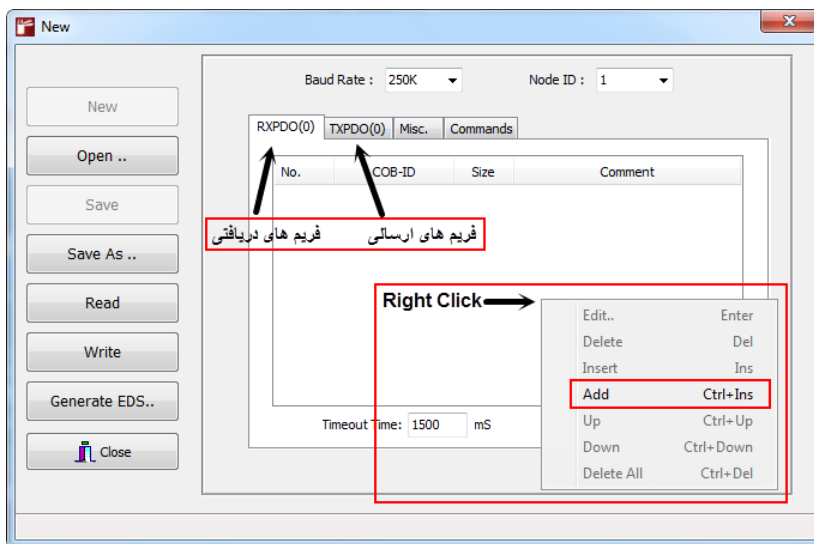 New
Baud Rate : 250K Node ID : 1
New
Open ..
Save
Save As ..
Read
Write
Generate EDS..
Close
RXPDO(0) TXPDO(0) Misc. Commands
No. COB-ID Size Comment
فریم های دریافتی
فریم های ارسالی
Right Click
Edit.. Enter
Delete Del
Insert Ins
Add Ctrl+Ins
Up Ctrl+Up
Down Ctrl+Down
Delete All Ctrl+Del
Timeout Time: 1500 mS